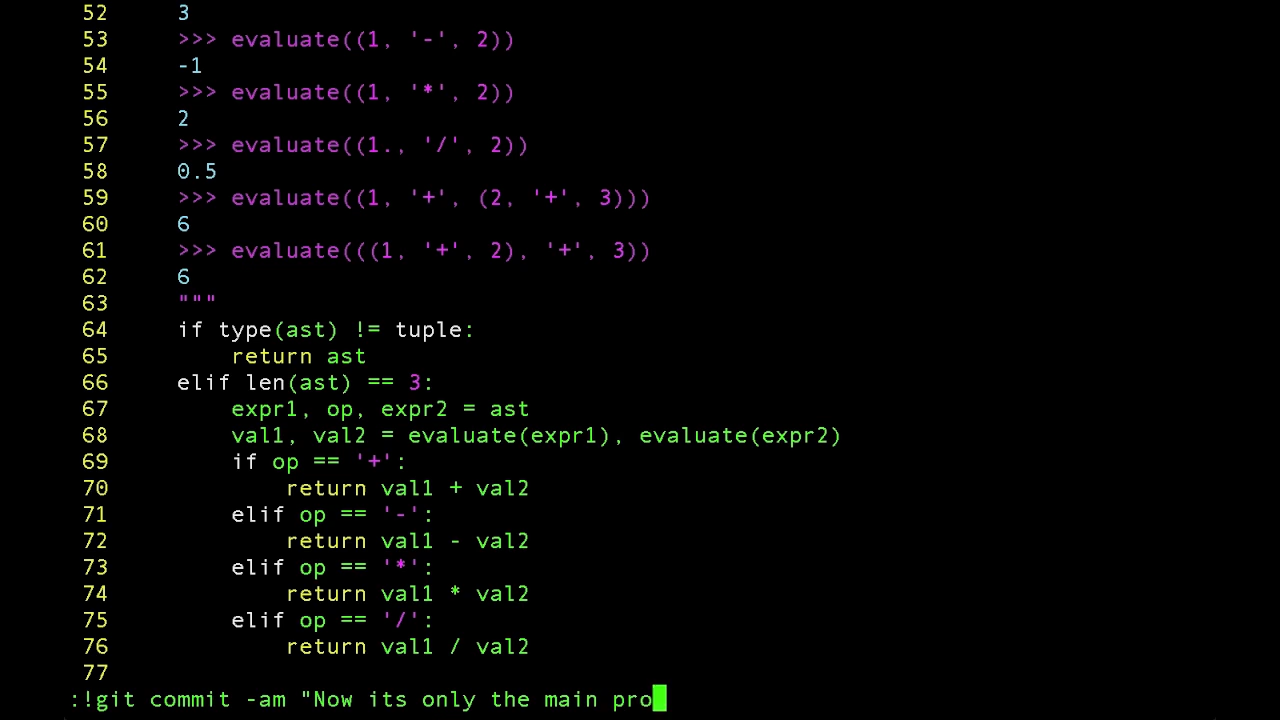 52     3
53     >>> evaluate((1, '-', 2))
54     -1
55     >>> evaluate((1, '*', 2))
56     2
57     >>> evaluate((1., '/', 2))
58     0.5
59     >>> evaluate((1, '+', (2, '+', 3)))
60     6
61     >>> evaluate(((1, '+', 2), '+', 3))
62     6
63     """
64     if type(ast) != tuple:
65         return ast
66     elif len(ast) == 3:
67         expr1, op, expr2 = ast
68         val1, val2 = evaluate(expr1), evaluate(expr2)
69         if op == '+':
70             return val1 + val2
71         elif op == '-':
72             return val1 - val2
73         elif op == '*':
74             return val1 * val2
75         elif op == '/':
76             return val1 / val2
77
:!git commit -am "Now its only the main pro